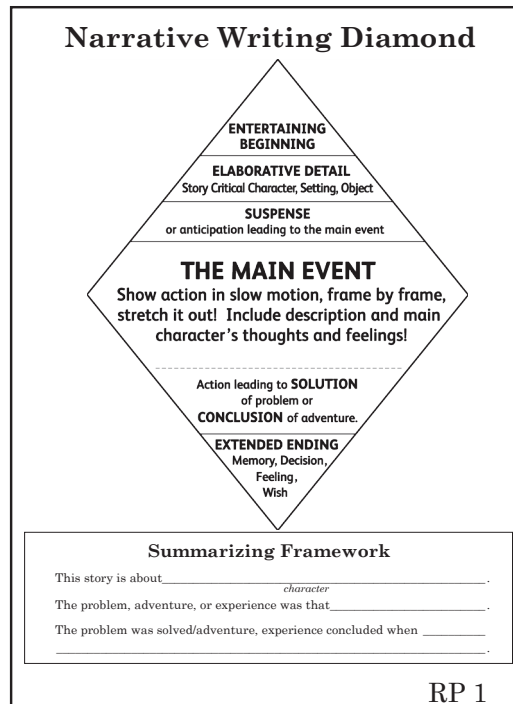 Narrative Writing Diamond
ENTERTAINING
BEGINNING
ELABORATIVE DETAIL
Story Critical Character, Setting, Object
SUSPENSE
or anticipation leading to the main event
THE MAIN EVENT
Show action in slow motion, frame by frame,
stretch it out! Include description and main
character's thoughts and feelings!
Action leading to SOLUTION
of problem or
CONCLUSION of adventure.
EXTENDED ENDING
Memory, Decision,
Feeling,
Wish
Summarizing Framework
This story is about_______________.
character
The problem, adventure, or experience was that_______________.
The problem was solved/adventure, experience concluded when __________
_______________.
RP 1